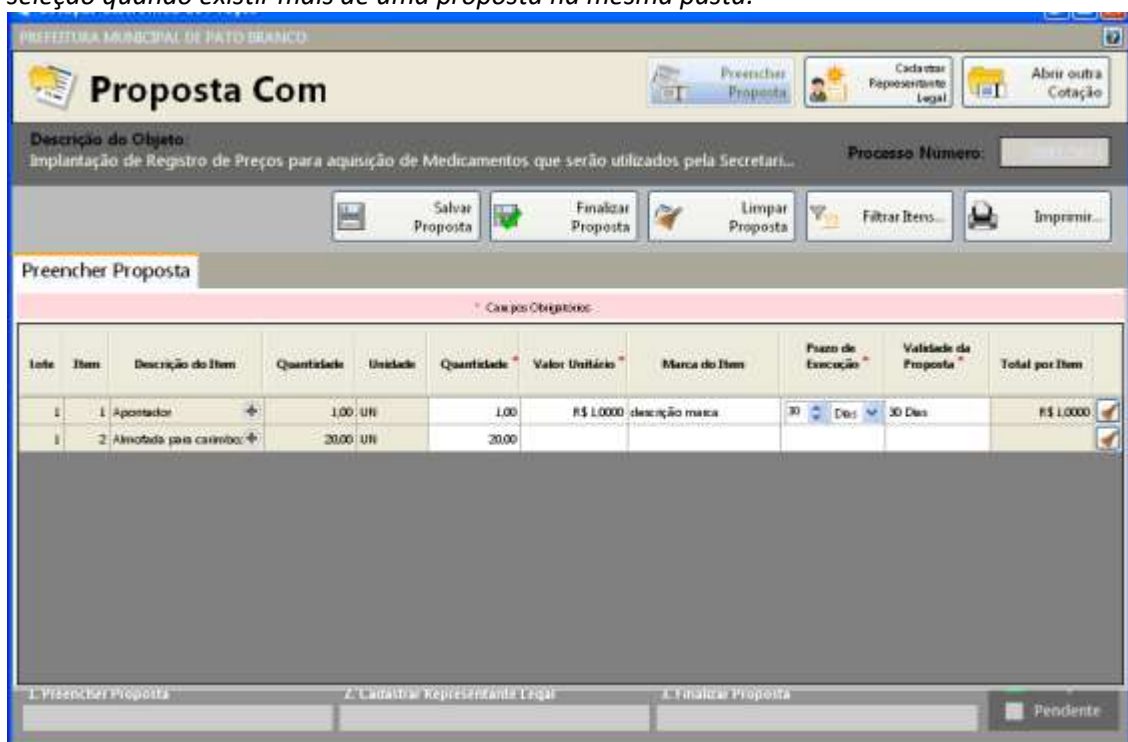 seleção quando existir mais de uma proposta na mesma pasta.
PREFEITURA MUNICIPAL DE PATO BRANCO
Proposta Com
Preencher Proposta
Cadastrar Representante Legal
Abrir outra Cotação
Descrição do Objeto:
Implantação de Registro de Preços para aquisição de Medicamentos que serão utilizados pela Secretari...
Processo Número:
Salvar Proposta
Finalizar Proposta
Limpar Proposta
Filtrar Itens...
Imprimir...
Preencher Proposta
* Campos Obrigatórios
Lote Item Descrição do Item Quantidade Unidade Quantidade * Valor Unitário * Marca do Item Prazo de Execução * Validade da Proposta * Total por Item
1 1 Apontador 1,00 UN 1,00 R$ 1,0000 descrição marca 30 Dias 30 Dias R$ 1,0000
1 2 Almofada para carimbo; 20,00 UN 20,00
1. Preencher Proposta
2. Cadastrar Representante Legal
3. Finalizar Proposta
Pendente